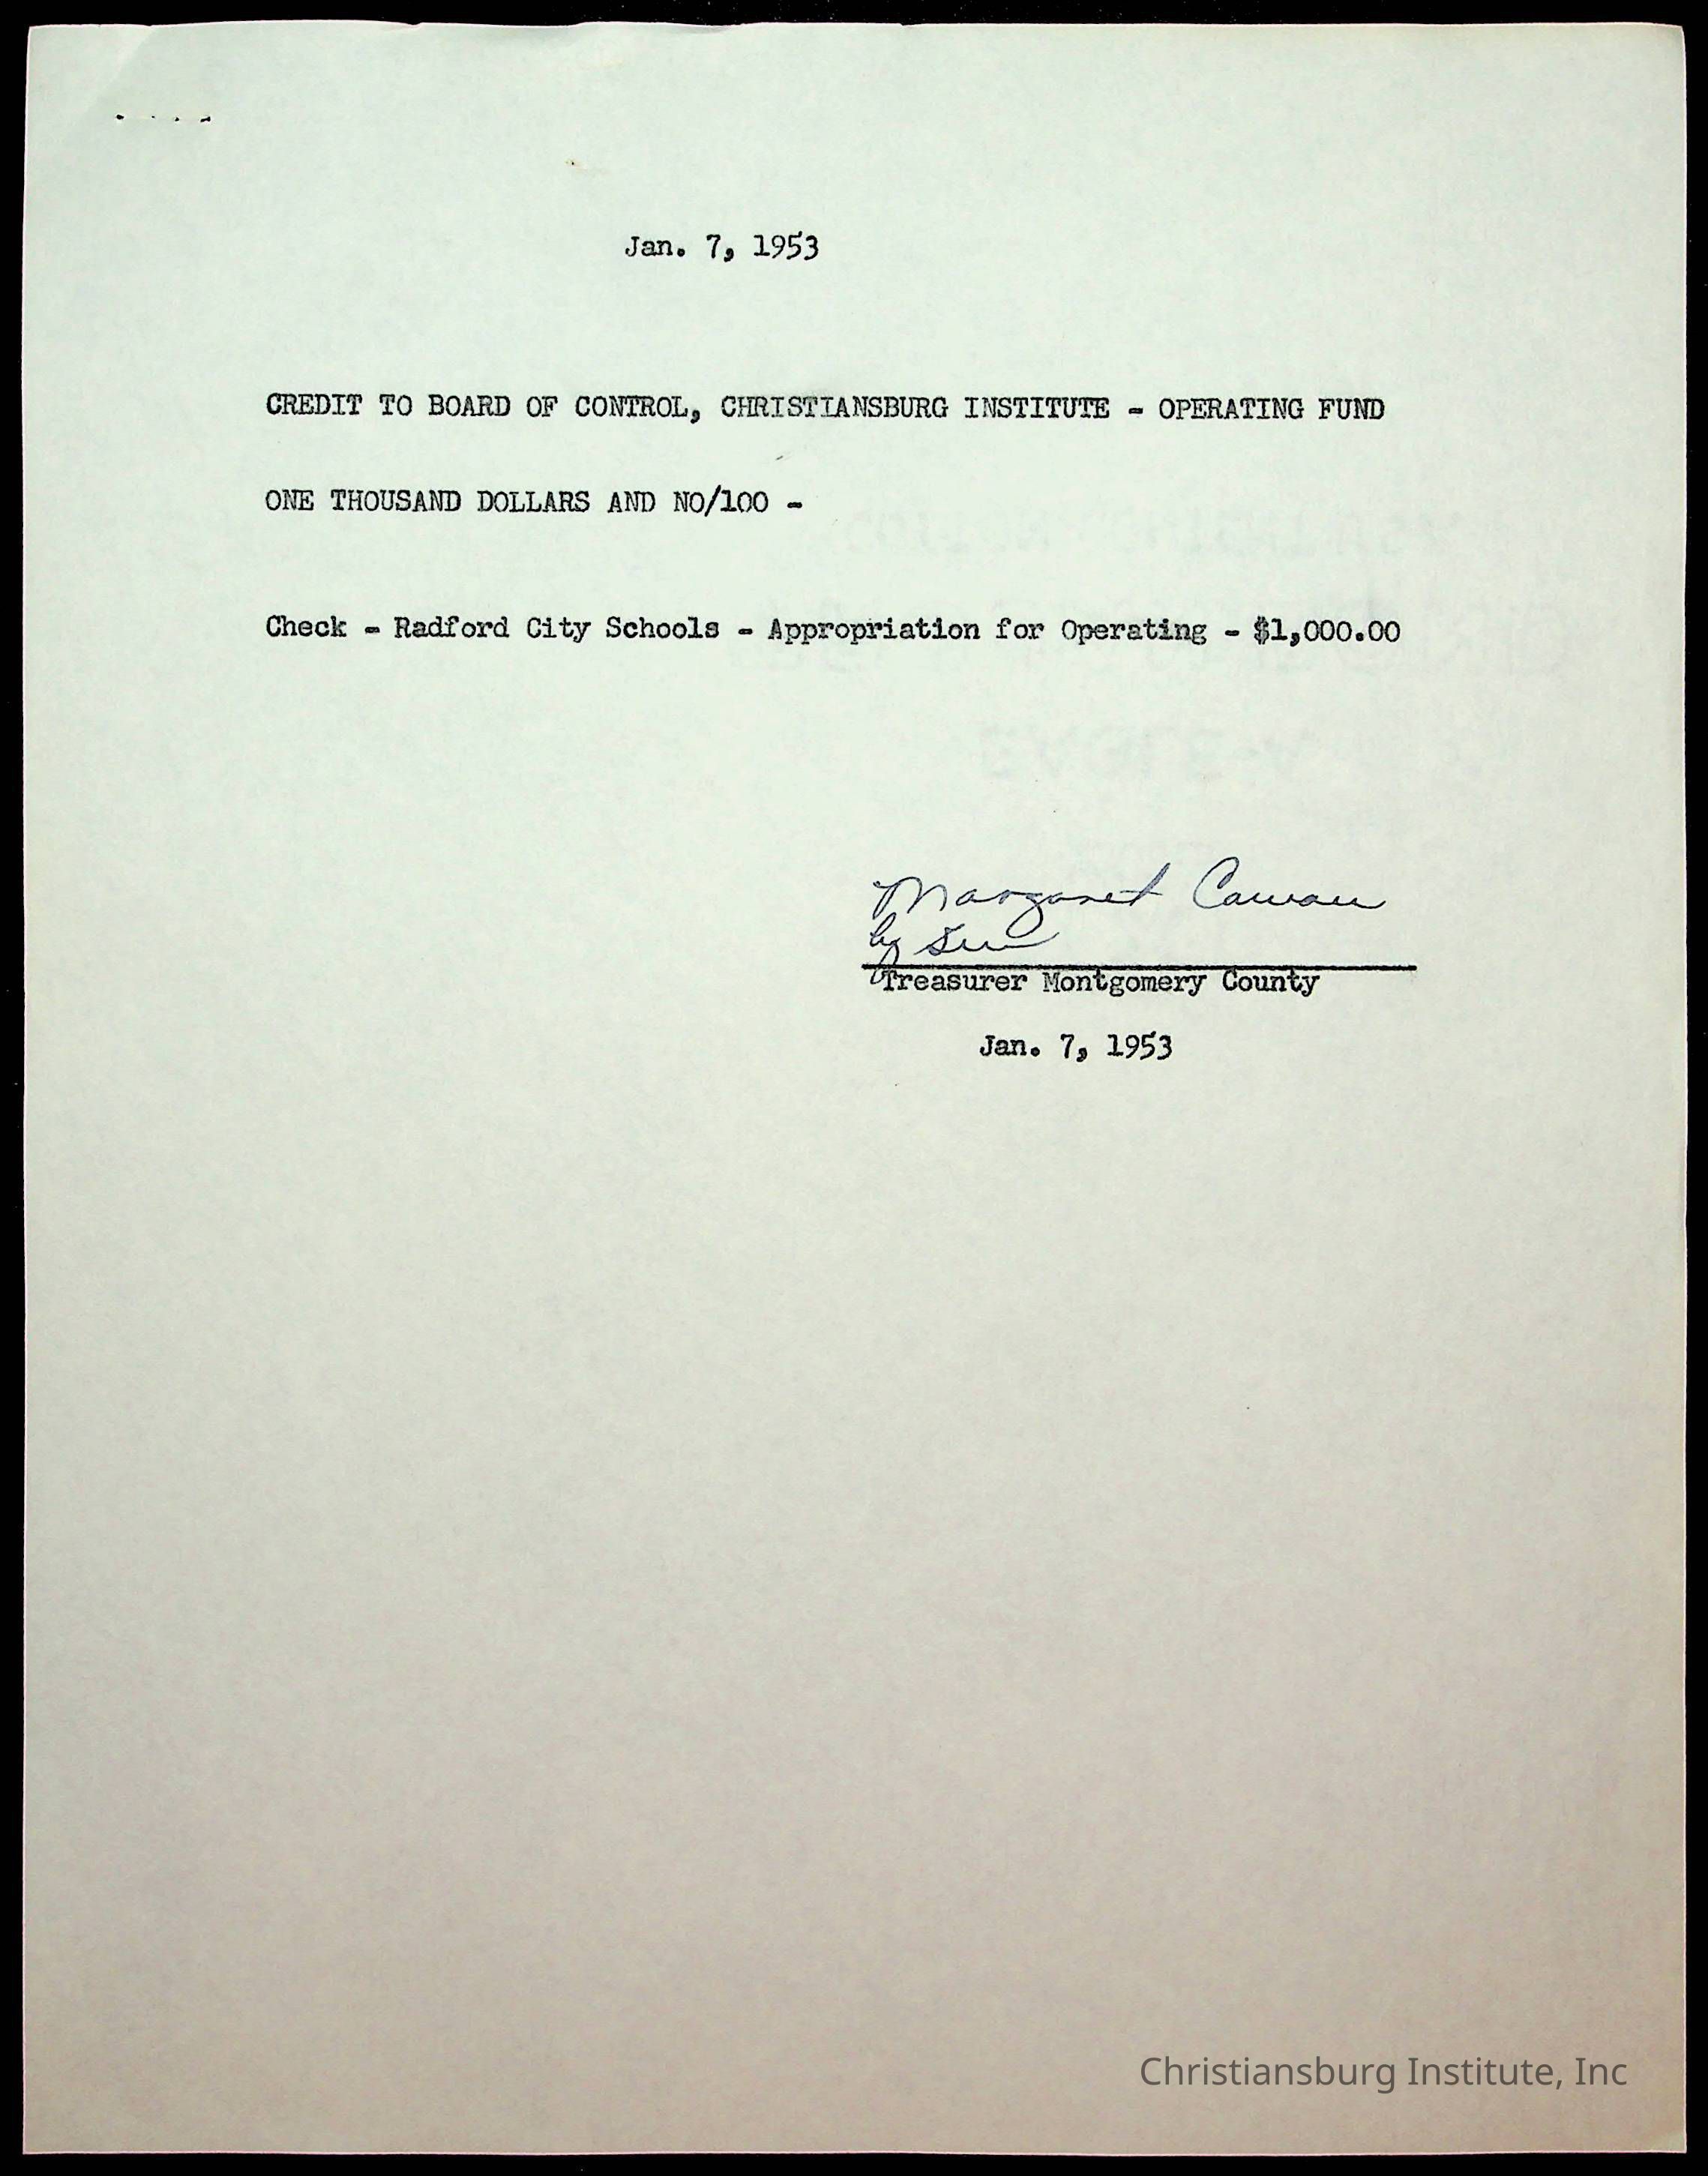 Jan. 7, 1953
CREDIT TO BOARD OF CONTROL, CHRISTIANSBURG INSTITUTE - OPERATING FUND
ONE THOUSAND DOLLARS AND NO/100 -
Check - Radford City Schools - Appropriation for Operating - $1,000.00
Margaret Cowan
by
Treasurer Montgomery County
Jan. 7, 1953
Christiansburg Institute, Inc